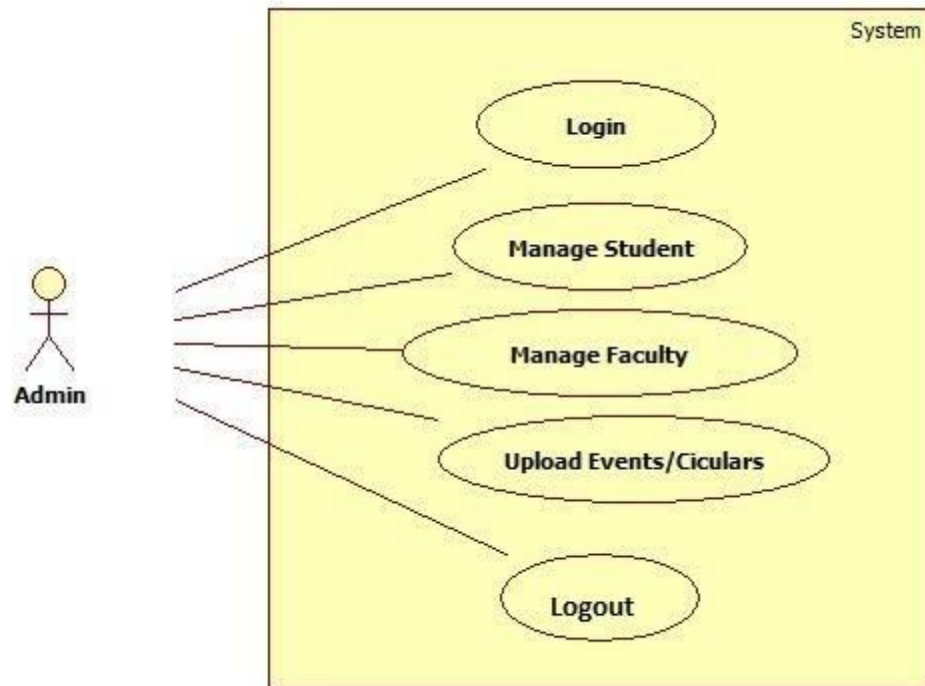 System
Login
Manage Student
Manage Faculty
Admin
Upload Events/Ciculars
Logout